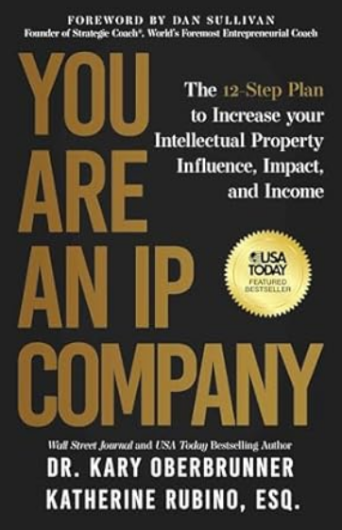 FOREWORD BY DAN SULLIVAN
Founder of Strategic Coach®, World's Foremost Entrepreneurial Coach
YOU
ARE
AN IP
COMPANY
The 12-Step Plan
to Increase your
Intellectual Property
Influence, Impact,
and Income
USA
TODAY
FEATURED
BESTSELLER
Wall Street Journal and USA Today Bestselling Author
DR. KARY OBERBRUNNER
KATHERINE RUBINO, ESQ.